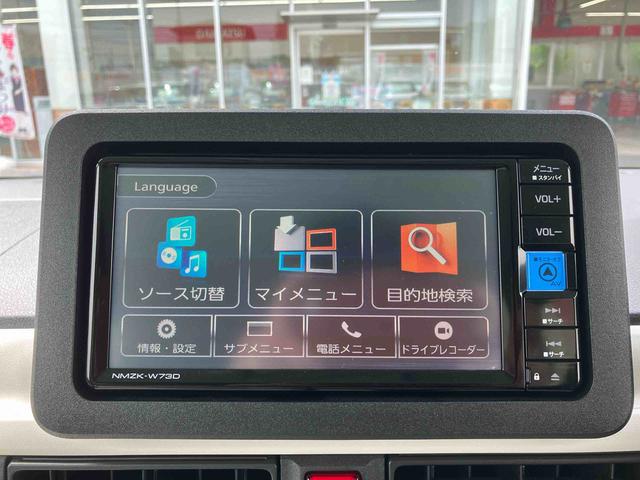 Language
ソース切替
マイメニュー
目的地検索
情報・設定
サブメニュー
電話メニュー
ドライブレコーダー
NMZK-W73D
メニュー
■スタンバイ
VOL+
VOL−
AV
■サーチ
■サーチ